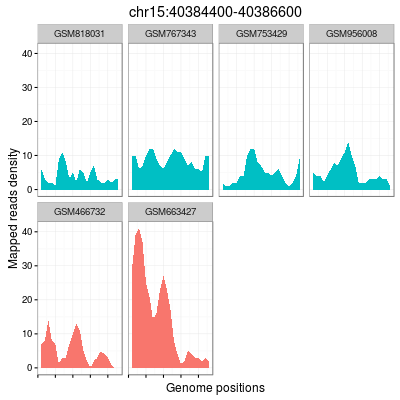 chr15:40384400-40386600
GSM818031 GSM767343 GSM753429 GSM956008
40
30
20
10
0
GSM466732 GSM663427
40
30
20
10
0
Mapped reads density
Genome positions